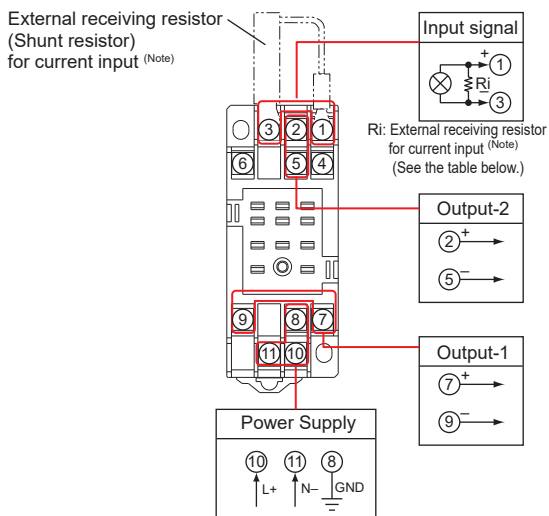 External receiving resistor
(Shunt resistor)
for current input (Note)
Input signal
+
1
Ri
–
3
Ri: External receiving resistor
for current input (Note)
(See the table below.)
3 2 1
6 5 4
Output-2
2 +
5 –
9 8 7
11 10
Output-1
7 +
9 –
Power Supply
10 11 8
L+ N– GND